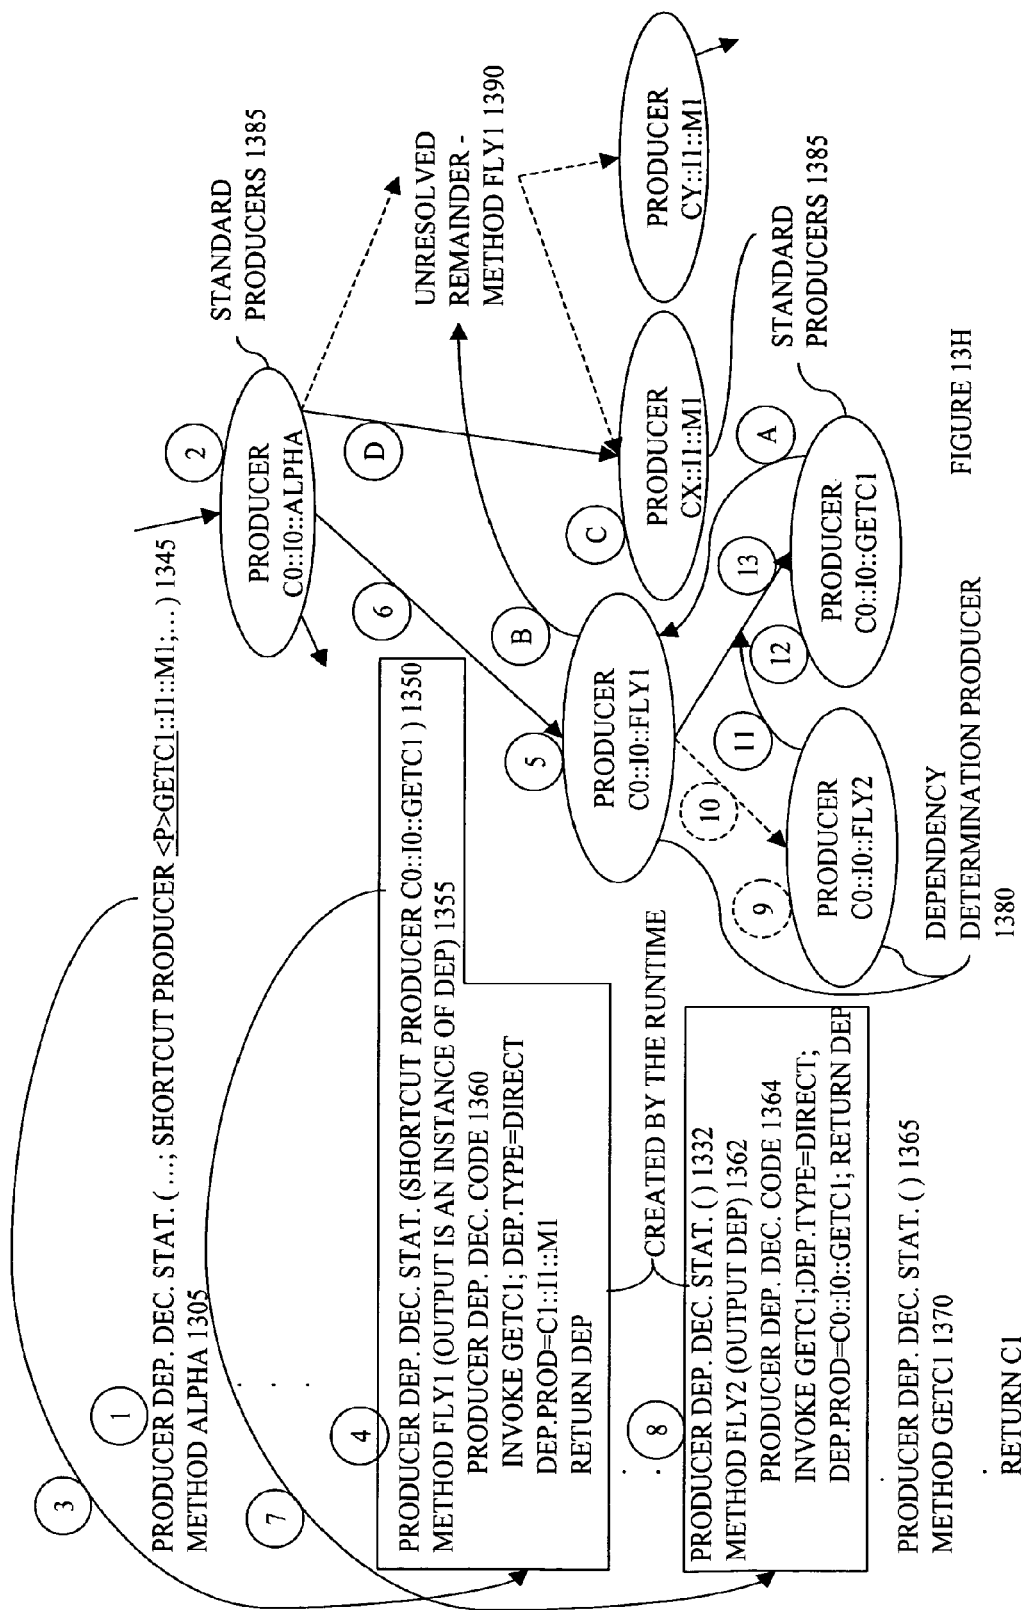 3
1
PRODUCER DEP. DEC. STAT. ( …; SHORTCUT PRODUCER <P>GETC1::I1::M1;… ) 1345
METHOD ALPHA 1305
7
4
PRODUCER DEP. DEC. STAT. (SHORTCUT PRODUCER C0::I0::GETC1 ) 1350
METHOD FLY1 (OUTPUT IS AN INSTANCE OF DEP) 1355
PRODUCER DEP. DEC. CODE 1360
INVOKE GETC1; DEP.TYPE=DIRECT
DEP.PROD=C1::I1::M1
RETURN DEP
CREATED BY THE RUNTIME
8
PRODUCER DEP. DEC. STAT. ( ) 1332
METHOD FLY2 (OUTPUT DEP) 1362
PRODUCER DEP. DEC. CODE 1364
INVOKE GETC1;DEP.TYPE=DIRECT;
DEP.PROD=C0::I0::GETC1; RETURN DEP
PRODUCER DEP. DEC. STAT. ( ) 1365
METHOD GETC1 1370
RETURN C1
STANDARD
PRODUCERS 1385
2
PRODUCER
C0::I0::ALPHA
6
D
UNRESOLVED
REMAINDER -
METHOD FLY1 1390
B
5
PRODUCER
C0::I0::FLY1
C
PRODUCER
CX::I1::M1
PRODUCER
CY::I1::M1
STANDARD
PRODUCERS 1385
A
10
11
13
12
9
PRODUCER
C0::I0::FLY2
PRODUCER
C0::I0::GETC1
DEPENDENCY
DETERMINATION PRODUCER
1380
FIGURE 13H